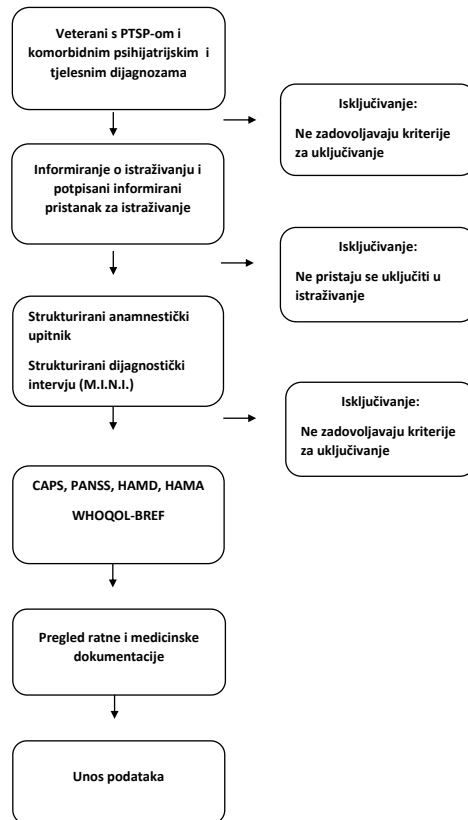 Veterani s PTSP-om i
komorbidnim psihijatrijskim i
tjelesnim dijagnozama
Isključivanje:
Ne zadovoljavaju kriterije
za uključivanje
Informiranje o istraživanju i
potpisani informirani
pristanak za istraživanje
Isključivanje:
Ne pristaju se uključiti u
istraživanje
Strukturirani anamnestički
upitnik
Strukturirani dijagnostički
intervju (M.I.N.I.)
Isključivanje:
Ne zadovoljavaju kriterije
za uključivanje
CAPS, PANSS, HAMD, HAMA
WHOQOL-BREF
Pregled ratne i medicinske
dokumentacije
Unos podataka